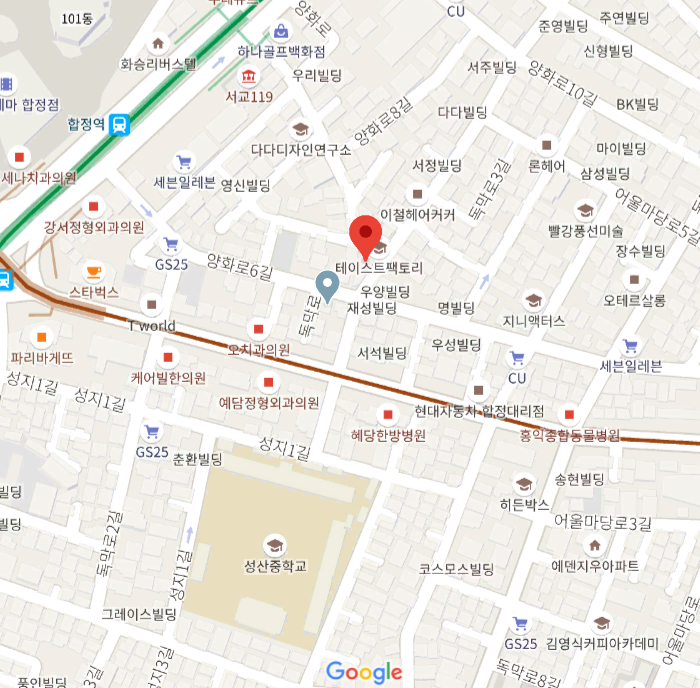 101동
양화로
CU
준영빌딩
주연빌딩
신형빌딩
하나골프백화점
화승리버스텔
우리빌딩
서주빌딩
양화로10길
서교119
BK빌딩
합정점
합정역
양화로8길
다다빌딩
다다디자인연구소
론헤어
마이빌딩
세나치과의원
세븐일레븐
영신빌딩
서정빌딩
독막로3길
삼성빌딩
어울마당로5길
이철헤어커커
강서정형외과의원
빨강풍선미술
장수빌딩
GS25
양화로6길
테이스트팩토리
스타벅스
우양빌딩
재성빌딩
명빌딩
지니액터스
오테르살롱
독막로
T world
오치과의원
서석빌딩
우성빌딩
파리바게뜨
케어빌한의원
CU
세븐일레븐
성지1길
성지1길
예담정형외과의원
현대자동차 합정대리점
혜당한방병원
홍익종합동물병원
GS25
춘환빌딩
성지1길
송현빌딩
빌딩
히든박스
빌딩
독막로2길
어울마당로3길
성지1길
성산중학교
코스모스빌딩
에덴지우아파트
그레이스빌딩
GS25
김영식커피아카데미
어울마당로
풍인빌딩
성지3길
성지3길
Google
독막로8길